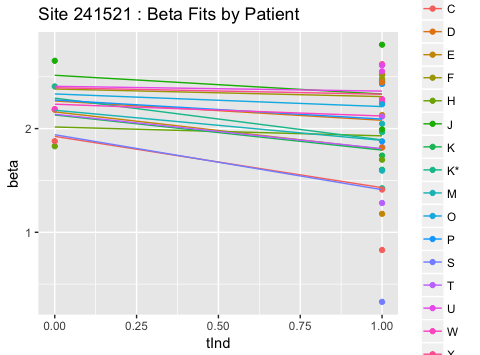 Site 241521 : Beta Fits by Patient
beta
2
1
0.00
0.25
0.50
0.75
1.00
tInd
C
D
E
F
H
J
K
K*
M
O
P
S
T
U
W